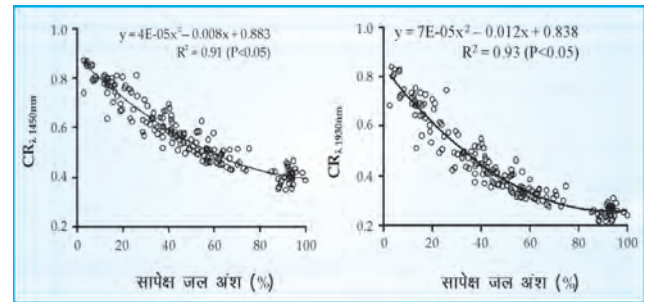 y = 4E-05x² – 0.008x + 0.883
R² = 0.91 (P<0.05)
CRλ 1450nm
1.0
0.8
0.6
0.4
0.2
0 20 40 60 80 100
सापेक्ष जल अंश (%)
y = 7E-05x² – 0.012x + 0.838
R² = 0.93 (P<0.05)
CRλ 1930nm
1.0
0.8
0.6
0.4
0.2
0 20 40 60 80 100
सापेक्ष जल अंश (%)